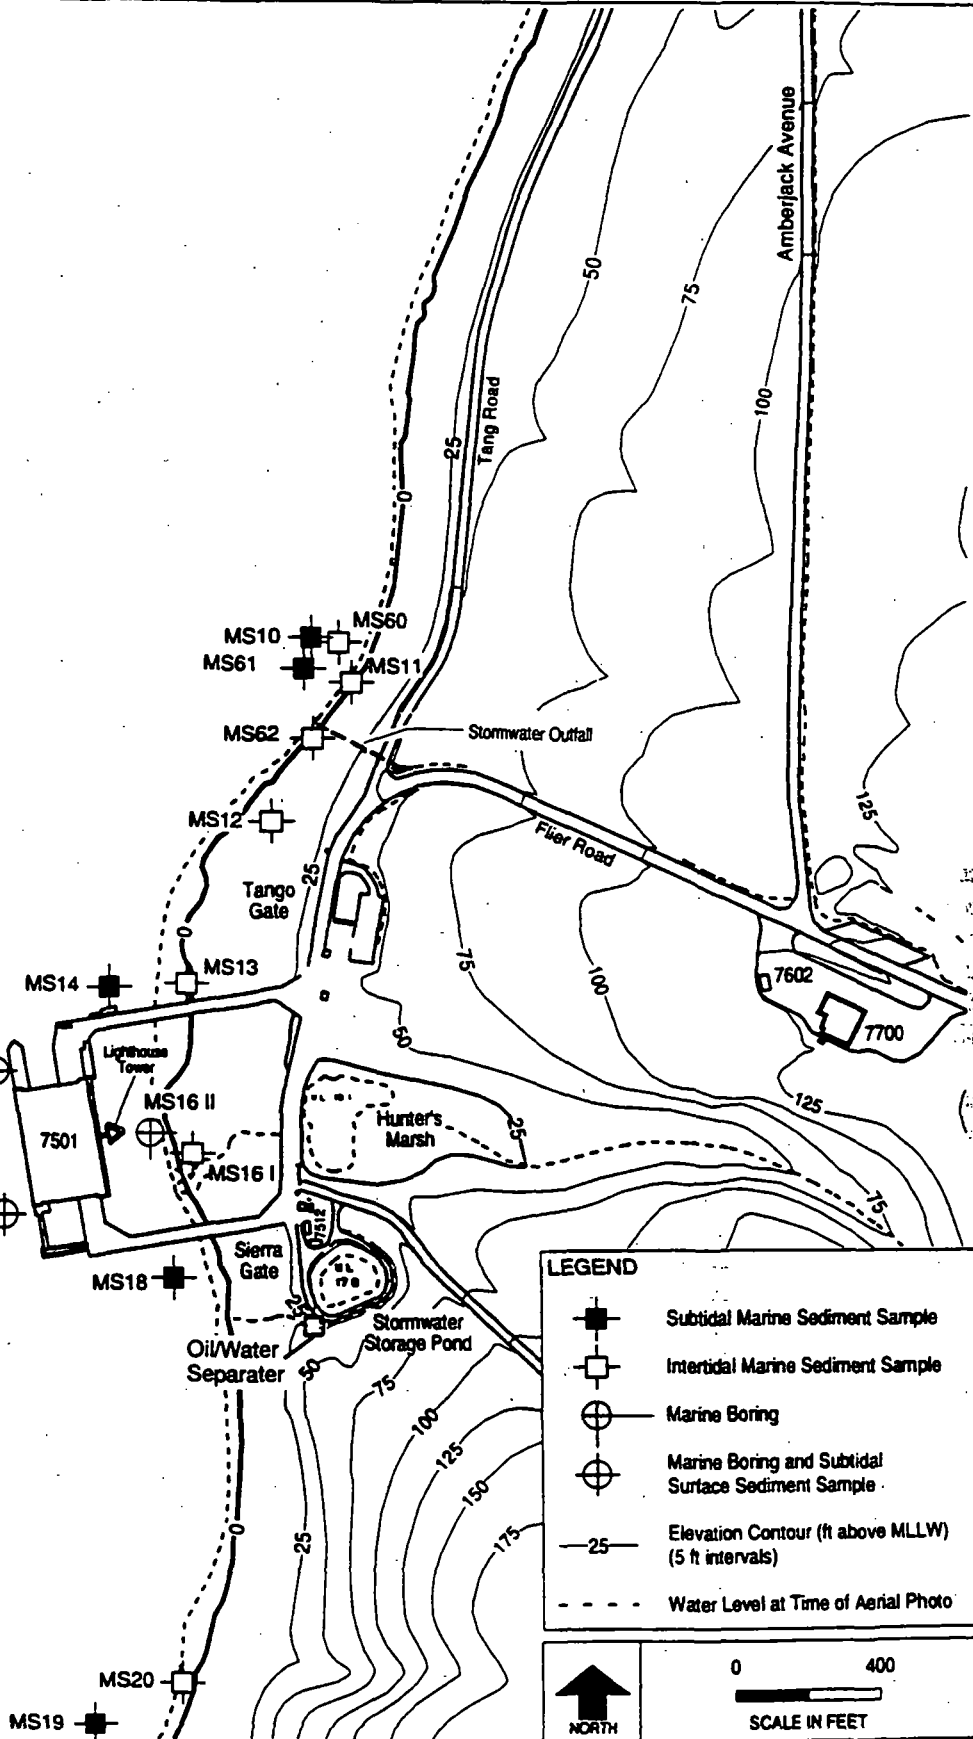 Amberjack Avenue
50
75
100
Tang Road
25
0
MS60
MS10
MS61
MS11
MS62
Stormwater Outfall
125
MS12
Flier Road
25
Tango
Gate
0
75
100
MS13
MS14
7602
7700
50
Lighthouse
Tower
MS16 II
125
7501
Hunter's
Marsh
25
MS16 I
75
7512
Sierra
Gate
MS18
25
Stormwater
Storage Pond
Oil/Water
Separater
50
75
100
125
150
175
0
25
MS20
MS19
LEGEND
Subtidal Marine Sediment Sample
Intertidal Marine Sediment Sample
Marine Boring
Marine Boring and Subtidal
Surface Sediment Sample
25
Elevation Contour (ft above MLLW)
(5 ft intervals)
Water Level at Time of Aerial Photo
NORTH
0 400
SCALE IN FEET